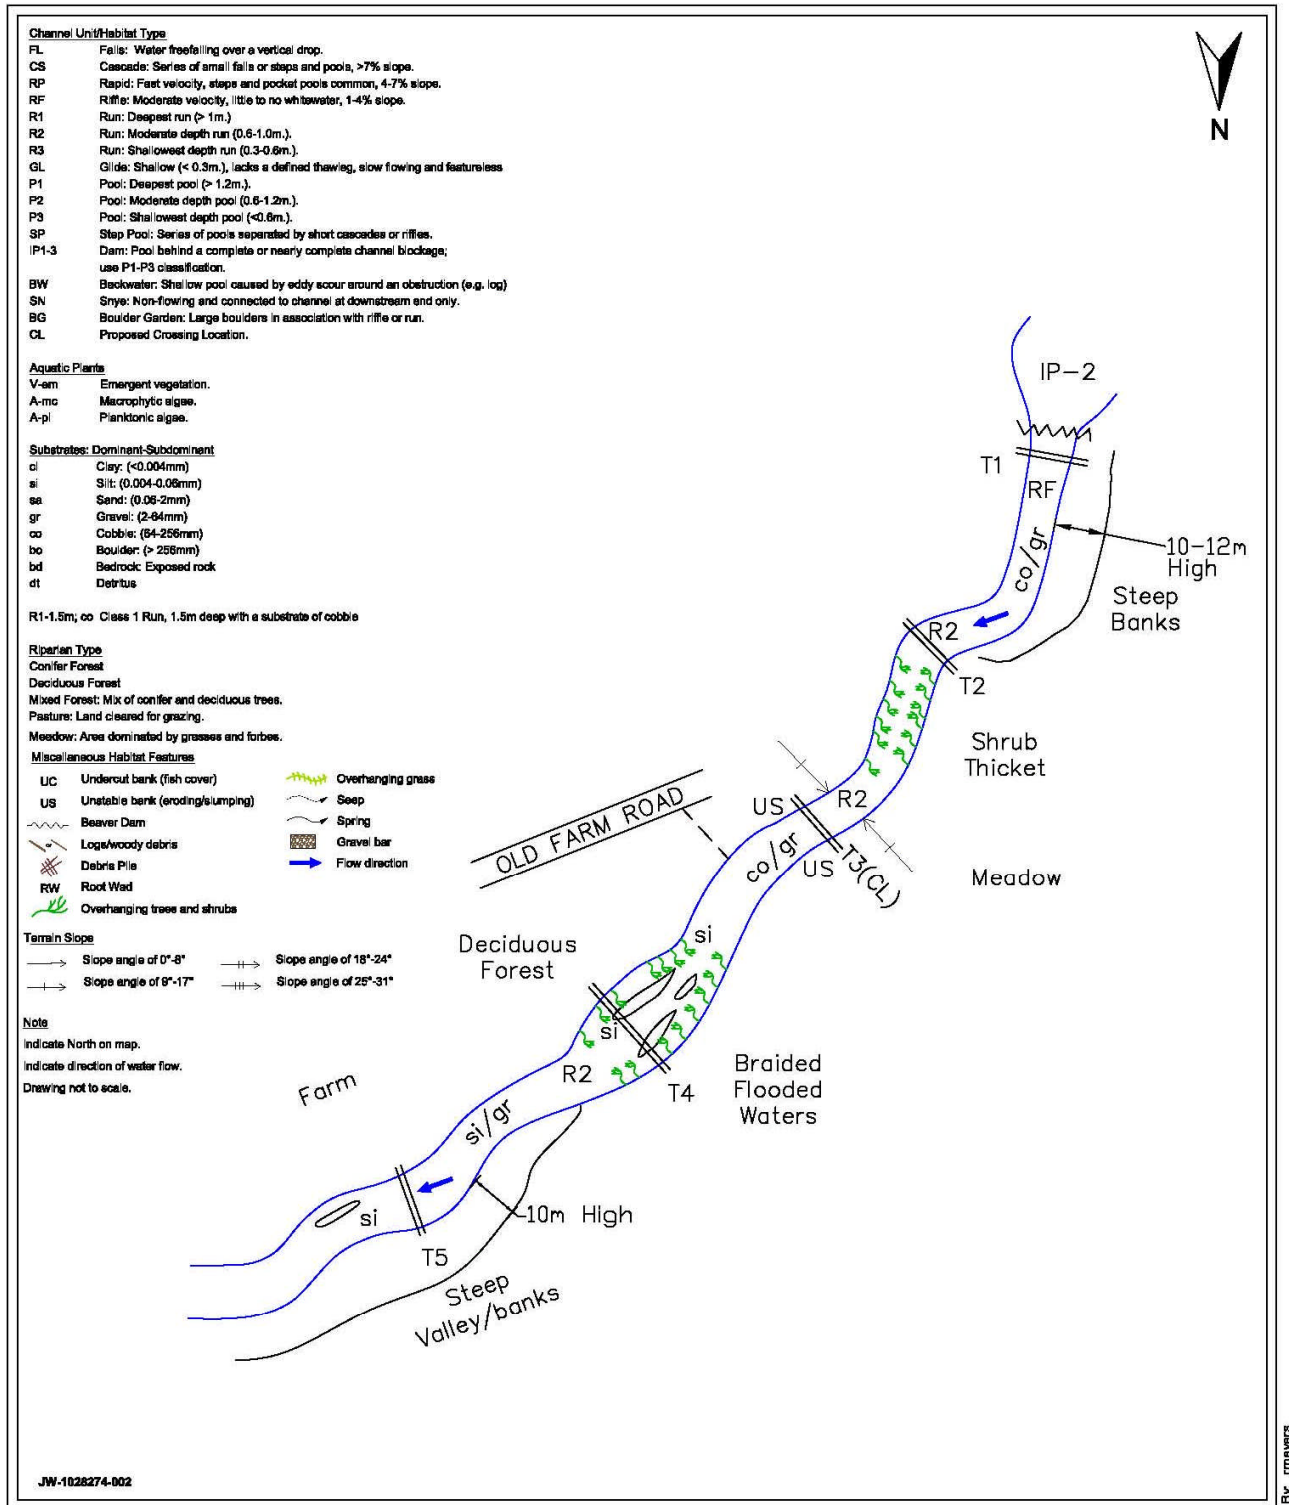 Channel Unit/Habitat Type
FL Falls: Water freefalling over a vertical drop.
CS Cascade: Series of small falls or steps and pools, >7% slope.
RP Rapid: Fast velocity, steps and pocket pools common, 4-7% slope.
RF Riffle: Moderate velocity, little to no whitewater, 1-4% slope.
R1 Run: Deepest run (> 1m.)
R2 Run: Moderate depth run (0.6-1.0m.).
R3 Run: Shallowest depth run (0.3-0.6m.).
GL Glide: Shallow (< 0.3m.), lacks a defined thawleg, slow flowing and featureless
P1 Pool: Deepest pool (> 1.2m.).
P2 Pool: Moderate depth pool (0.6-1.2m.).
P3 Pool: Shallowest depth pool (<0.6m.).
SP Step Pool: Series of pools separated by short cascades or riffles.
IP1-3 Dam: Pool behind a complete or nearly complete channel blockage;
use P1-P3 classification.
BW Backwater: Shallow pool caused by eddy scour around an obstruction (e.g. log)
SN Snye: Non-flowing and connected to channel at downstream end only.
BG Boulder Garden: Large boulders in association with riffle or run.
CL Proposed Crossing Location.
Aquatic Plants
V-em Emergent vegetation.
A-mc Macrophytic algae.
A-pl Planktonic algae.
Substrates: Dominant-Subdominant
cl Clay: (<0.004mm)
si Silt: (0.004-0.06mm)
sa Sand: (0.06-2mm)
gr Gravel: (2-64mm)
co Cobble: (64-256mm)
bo Boulder: (> 256mm)
bd Bedrock: Exposed rock
dt Detritus
R1-1.5m; co Class 1 Run, 1.5m deep with a substrate of cobble
Riparian Type
Conifer Forest
Deciduous Forest
Mixed Forest: Mix of conifer and deciduous trees.
Pasture: Land cleared for grazing.
Meadow: Area dominated by grasses and forbes.
Miscellaneous Habitat Features
UC Undercut bank (fish cover)
US Unstable bank (eroding/slumping)
Beaver Dam
Logs/woody debris
Debris Pile
RW Root Wad
Overhanging trees and shrubs
Overhanging grass
Seep
Spring
Gravel bar
Flow direction
Terrain Slope
Slope angle of 0°-8° Slope angle of 18°-24°
Slope angle of 9°-17° Slope angle of 25°-31°
Note
Indicate North on map.
Indicate direction of water flow.
Drawing not to scale.
N
IP-2
T1
RF
co/gr
10-12m
High
Steep
Banks
R2
T2
Shrub
Thicket
US
R2
OLD FARM ROAD
co/gr
US
T3(CL)
Meadow
si
Deciduous
Forest
si
Braided
Flooded
Waters
R2
T4
Farm
si/gr
10m High
si
T5
Steep
Valley/banks
JW-1028274-002